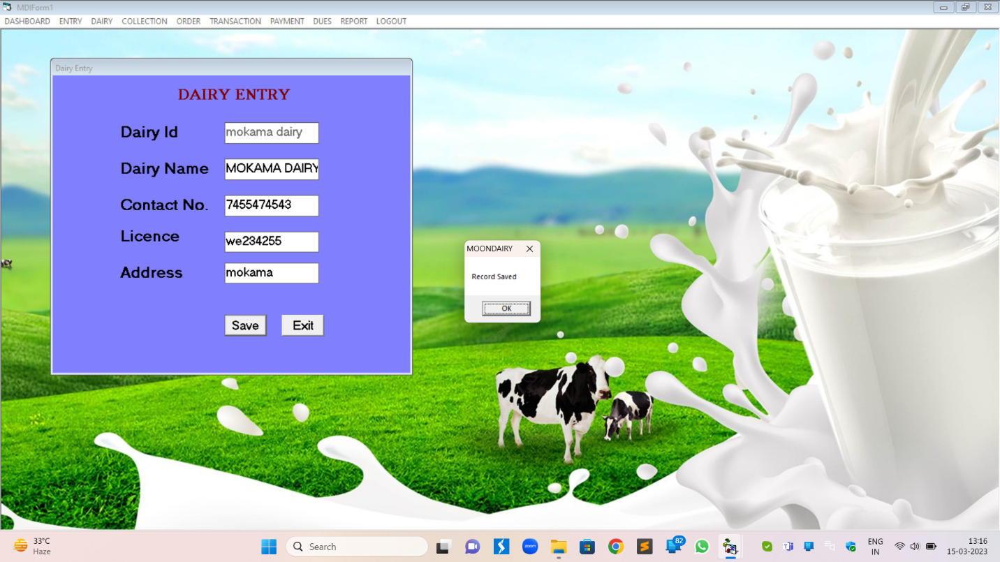 MDIForm1
DASHBOARD ENTRY DAIRY COLLECTION ORDER TRANSACTION PAYMENT DUES REPORT LOGOUT
Dairy Entry
DAIRY ENTRY
Dairy Id mokama dairy
Dairy Name MOKAMA DAIRY
Contact No. 7455474543
Licence we234255
Address mokama
Save Exit
MOONDAIRY
Record Saved
OK
33°C
Haze
Search
zoom
82
ENG
IN
13:16
15-03-2023